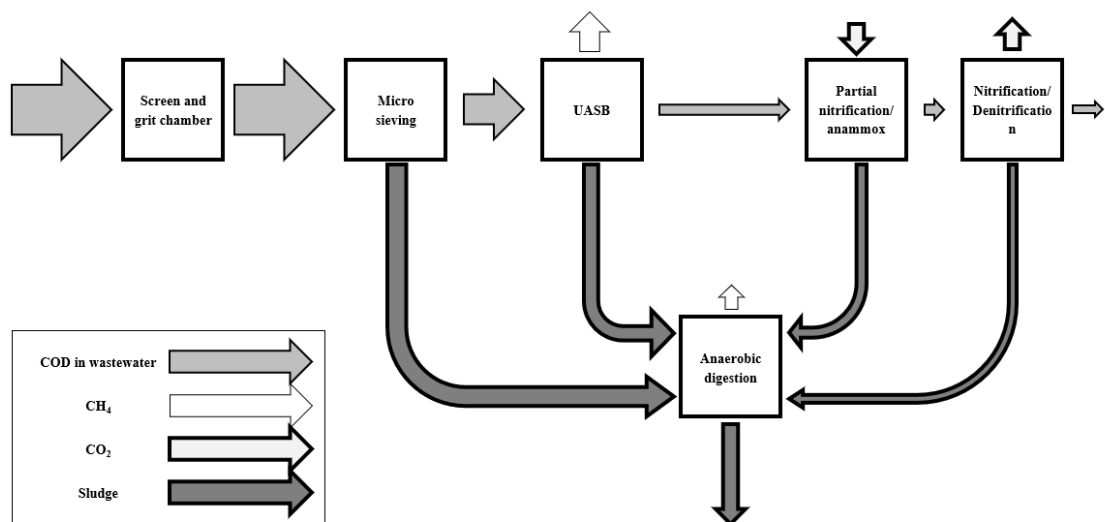 Screen and
grit chamber
Micro
sieving
UASB
Partial
nitrification/
anammox
Nitrification/
Denitrificatio
n
Anaerobic
digestion
COD in wastewater
CH₄
CO₂
Sludge